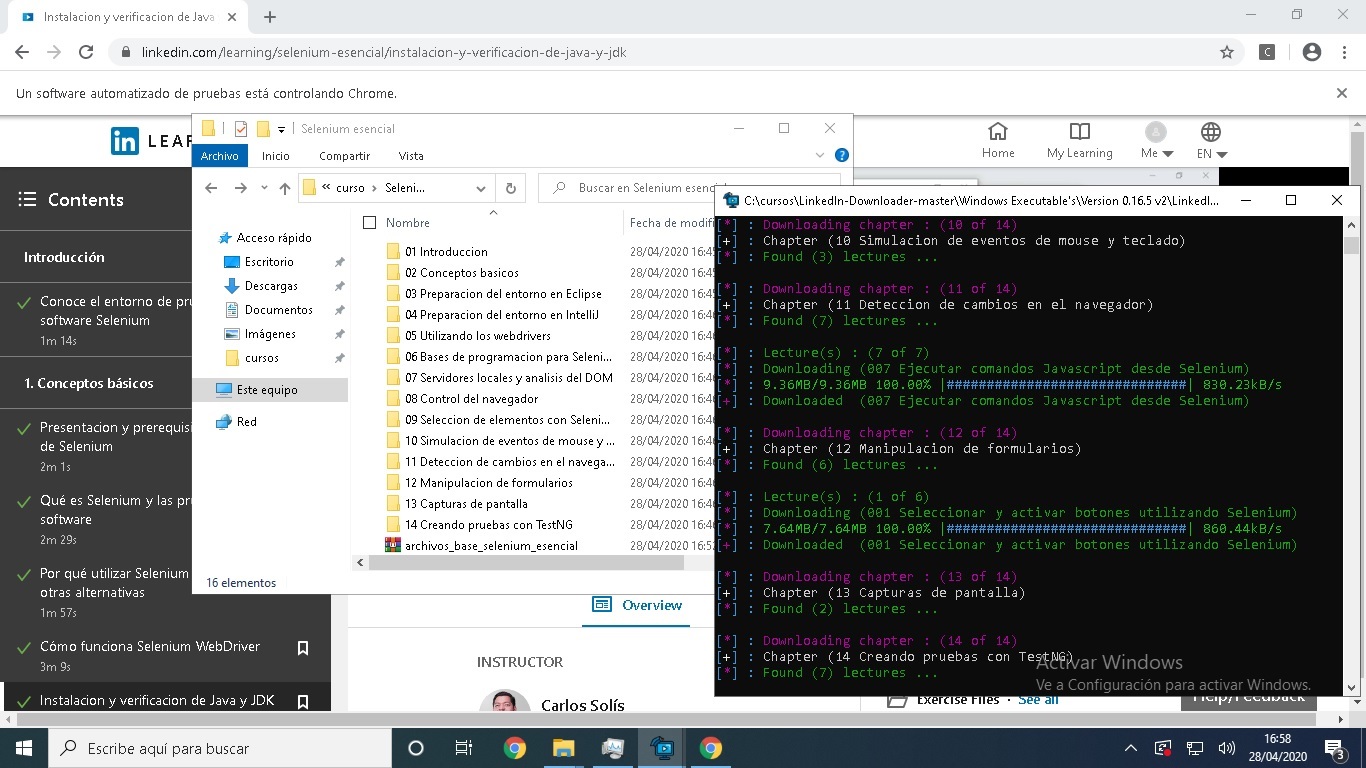 Instalacion y verificacion de Java
linkedin.com/learning/selenium-esencial/instalacion-y-verificacion-de-java-y-jdk
C
Un software automatizado de pruebas está controlando Chrome.
in LEAR
Home
My Learning
Me
EN
Contents
Introducción
Conoce el entorno de pru
software Selenium
1m 14s
1. Conceptos básicos
Presentacion y prerequisi
de Selenium
2m 1s
Qué es Selenium y las pr
software
2m 29s
Por qué utilizar Selenium
otras alternativas
1m 57s
Cómo funciona Selenium WebDriver
3m 9s
Instalacion y verificacion de Java y JDK
Selenium esencial
Archivo Inicio Compartir Vista
« curso › Seleni...
Buscar en Selenium esenci
Nombre
Fecha de modifi
Acceso rápido
Escritorio
Descargas
Documentos
Imágenes
cursos
Este equipo
Red
01 Introduccion 28/04/2020 16:45
02 Conceptos basicos 28/04/2020 16:45
03 Preparacion del entorno en Eclipse 28/04/2020 16:45
04 Preparacion del entorno en IntelliJ 28/04/2020 16:46
05 Utilizando los webdrivers 28/04/2020 16:46
06 Bases de programacion para Seleni... 28/04/2020 16:46
07 Servidores locales y analisis del DOM 28/04/2020 16:46
08 Control del navegador 28/04/2020 16:46
09 Seleccion de elementos con Seleni... 28/04/2020 16:46
10 Simulacion de eventos de mouse y ... 28/04/2020 16:46
11 Deteccion de cambios en el navega... 28/04/2020 16:46
12 Manipulacion de formularios 28/04/2020 16:46
13 Capturas de pantalla 28/04/2020 16:46
14 Creando pruebas con TestNG 28/04/2020 16:46
archivos_base_selenium_esencial 28/04/2020 16:5
16 elementos
C:\cursos\LinkedIn-Downloader-master\Windows Executable's\Version 0.16.5 v2\LinkedI...
[*] : Downloading chapter : (10 of 14)
[+] : Chapter (10 Simulacion de eventos de mouse y teclado)
[*] : Found (3) lectures ...
[*] : Downloading chapter : (11 of 14)
[+] : Chapter (11 Deteccion de cambios en el navegador)
[*] : Found (7) lectures ...
[*] : Lecture(s) : (7 of 7)
[*] : Downloading (007 Ejecutar comandos Javascript desde Selenium)
[*] : 9.36MB/9.36MB 100.00% |##############################| 830.23kB/s
[+] : Downloaded  (007 Ejecutar comandos Javascript desde Selenium)
[*] : Downloading chapter : (12 of 14)
[+] : Chapter (12 Manipulacion de formularios)
[*] : Found (6) lectures ...
[*] : Lecture(s) : (1 of 6)
[*] : Downloading (001 Seleccionar y activar botones utilizando Selenium)
[*] : 7.64MB/7.64MB 100.00% |##############################| 860.44kB/s
[+] : Downloaded  (001 Seleccionar y activar botones utilizando Selenium)
[*] : Downloading chapter : (13 of 14)
[+] : Chapter (13 Capturas de pantalla)
[*] : Found (2) lectures ...
[*] : Downloading chapter : (14 of 14)
[+] : Chapter (14 Creando pruebas con TestNG)
[*] : Found (7) lectures ...
Activar Windows
Ve a Configuración para activar Windows.
Overview
INSTRUCTOR
Carlos Solís
Exercise Files · See all
Help/Feedback
Escribe aquí para buscar
16:58
28/04/2020
3